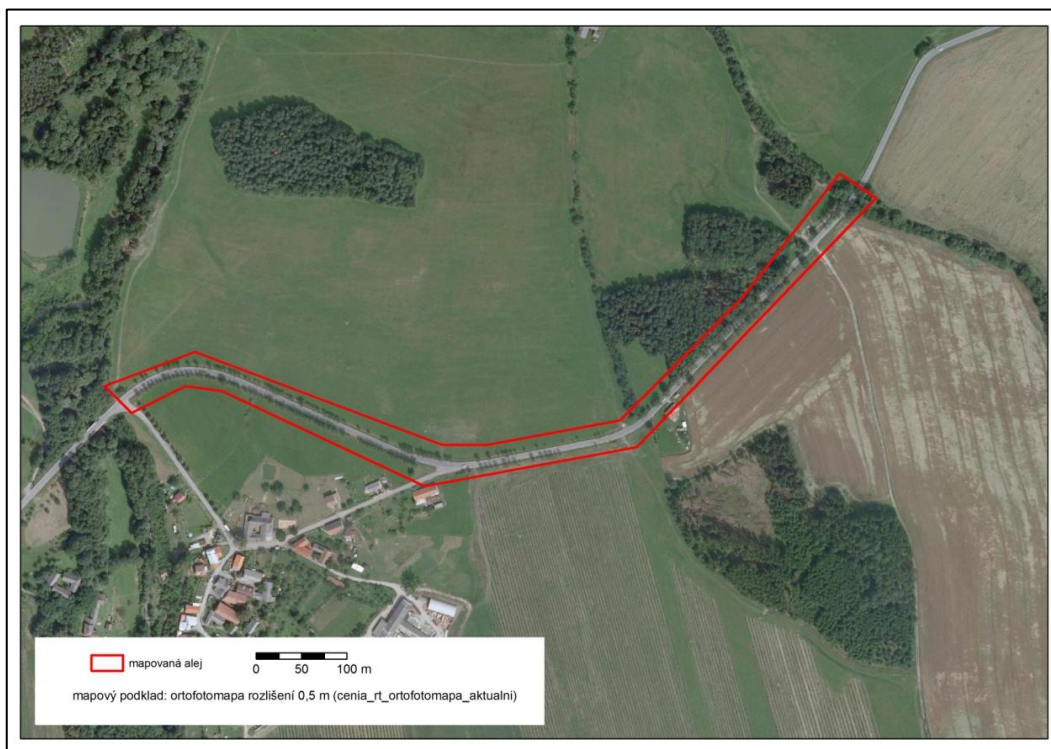 mapovaná alej
0 50 100 m
mapový podklad: ortofotomapa rozlišení 0,5 m (cenia_rt_ortofotomapa_aktualni)